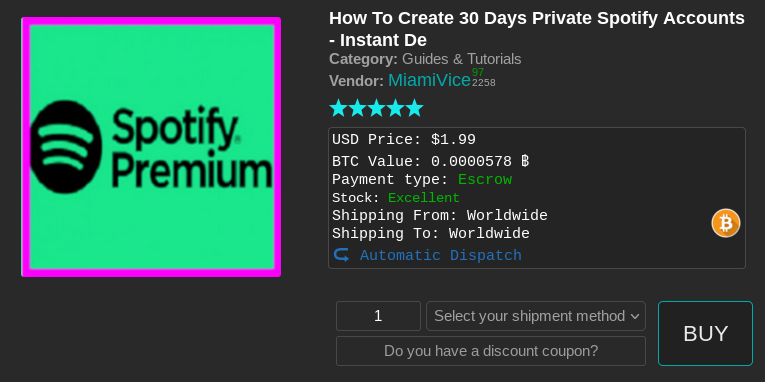 How To Create 30 Days Private Spotify Accounts
- Instant De
Category: Guides & Tutorials
Vendor: MiamiVice 97 2258
Spotify®
Premium
USD Price: $1.99
BTC Value: 0.0000578 ฿
Payment type: Escrow
Stock: Excellent
Shipping From: Worldwide
Shipping To: Worldwide
Automatic Dispatch
1
Select your shipment method
BUY
Do you have a discount coupon?